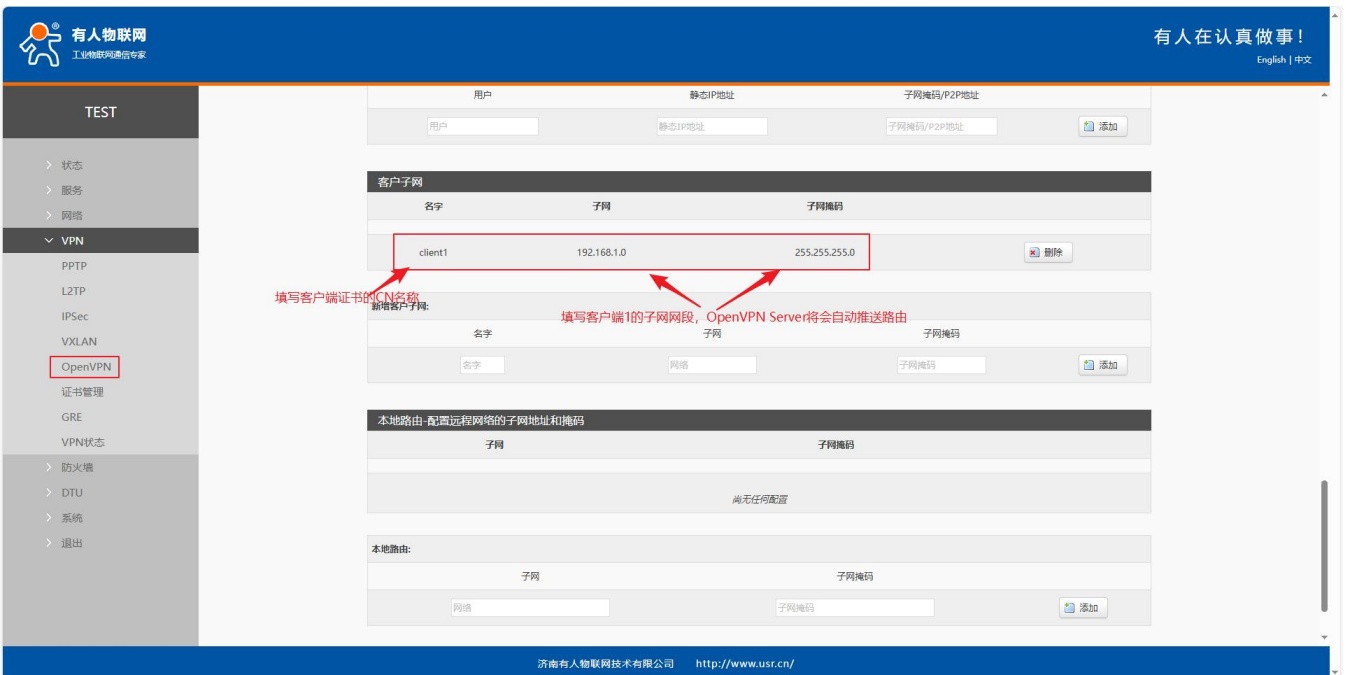 有人物联网
工业物联网通信专家
有人在认真做事!
English | 中文
TEST
状态
服务
网络
VPN
PPTP
L2TP
IPSec
VXLAN
OpenVPN
证书管理
GRE
VPN状态
防火墙
DTU
系统
退出
用户 静态IP地址 子网掩码/P2P地址
用户 静态IP地址 子网掩码/P2P地址 添加
客户子网
名字 子网 子网掩码
client1 192.168.1.0 255.255.255.0 删除
填写客户端证书的CN名称
填写客户端1的子网网段，OpenVPN Server将会自动推送路由
新增客户子网:
名字 子网 子网掩码
名字 网络 子网掩码 添加
本地路由-配置远程网络的子网地址和掩码
子网 子网掩码
尚无任何配置
本地路由:
子网 子网掩码
网络 子网掩码 添加
济南有人物联网技术有限公司 http://www.usr.cn/